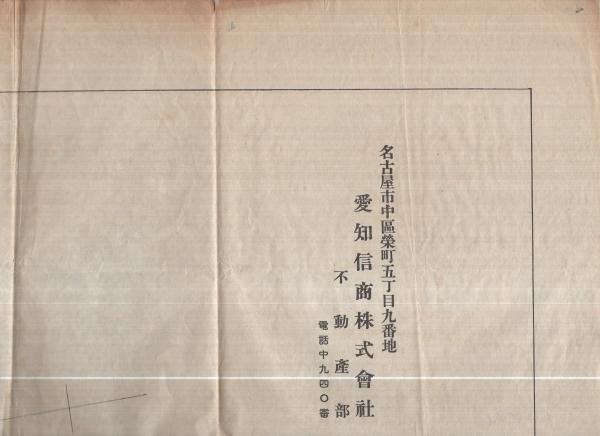 名古屋市中區榮町五丁目九番地
愛知信商株式會社
不動產部
電話中九四〇番